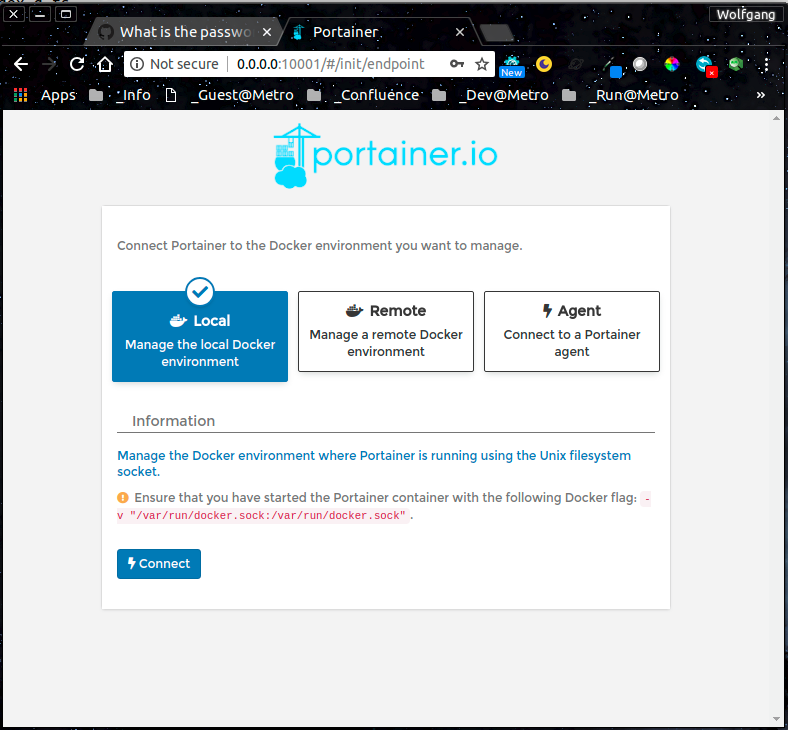 Wolfgang
What is the passwo
Portainer
Not secure
0.0.0.0:10001/#/init/endpoint
New
Apps
_Info
_Guest@Metro
_Confluence
_Dev@Metro
_Run@Metro
»
portainer.io
Connect Portainer to the Docker environment you want to manage.
Local
Manage the local Docker
environment
Remote
Manage a remote Docker
environment
Agent
Connect to a Portainer
agent
Information
Manage the Docker environment where Portainer is running using the Unix filesystem
socket.
Ensure that you have started the Portainer container with the following Docker flag: -
v "/var/run/docker.sock:/var/run/docker.sock".
Connect